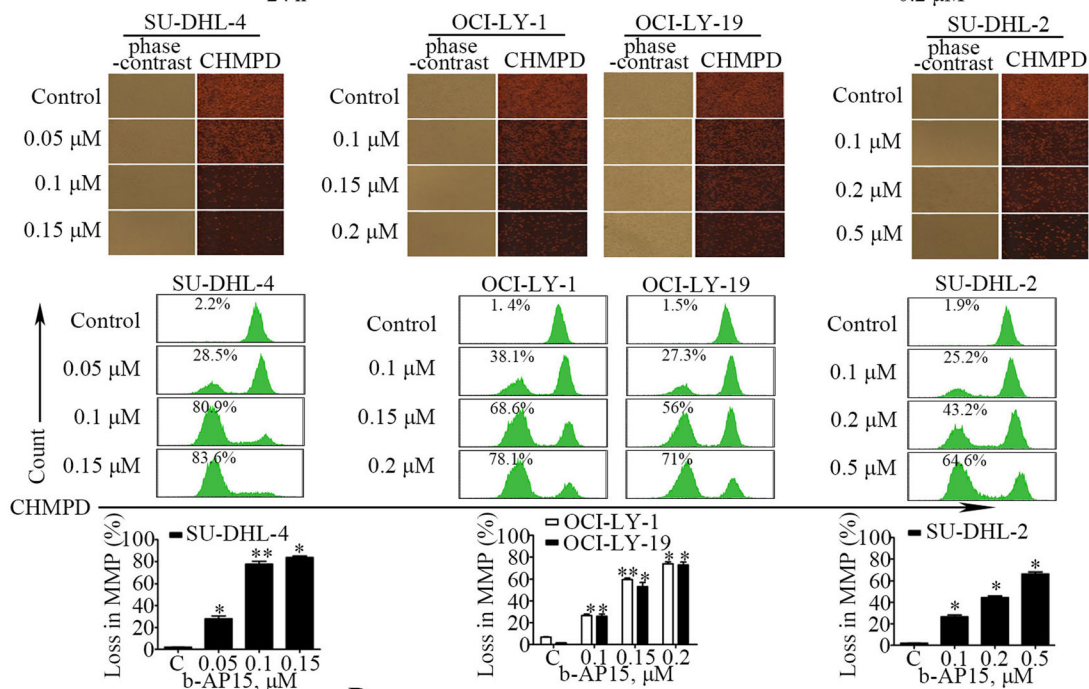 SU-DHL-4 OCI-LY-1 OCI-LY-19 SU-DHL-2
phase-contrast CHMPD phase-contrast CHMPD phase-contrast CHMPD phase-contrast CHMPD
Control Control Control
0.05 μM 0.1 μM 0.1 μM
0.1 μM 0.15 μM 0.2 μM
0.15 μM 0.2 μM 0.5 μM
SU-DHL-4 OCI-LY-1 OCI-LY-19 SU-DHL-2
Control 2.2% Control 1.4% 1.5% Control 1.9%
0.05 μM 28.5% 0.1 μM 38.1% 27.3% 0.1 μM 25.2%
0.1 μM 80.9% 0.15 μM 68.6% 56% 0.2 μM 43.2%
0.15 μM 83.6% 0.2 μM 78.1% 71% 0.5 μM 64.6%
Count
CHMPD
Loss in MMP (%)
100
80
60
40
20
0
SU-DHL-4
* ** *
C 0.05 0.1 0.15
b-AP15, μM
Loss in MMP (%)
100
80
60
40
20
0
OCI-LY-1
OCI-LY-19
** ** * * *
C 0.1 0.15 0.2
b-AP15, μM
Loss in MMP (%)
100
80
60
40
20
0
SU-DHL-2
* * *
C 0.1 0.2 0.5
b-AP15, μM